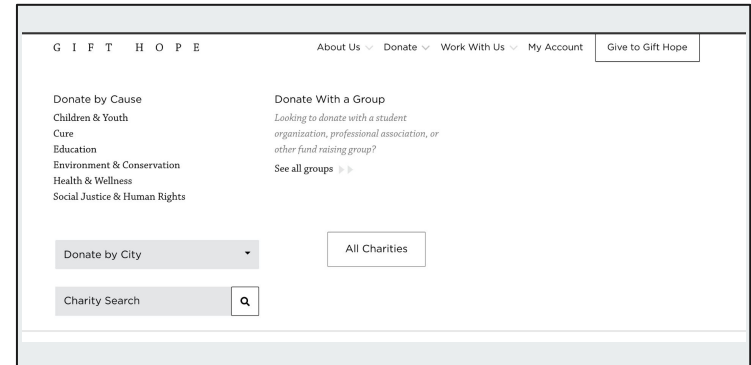 GIFT HOPE
About Us Donate Work With Us My Account Give to Gift Hope
Donate by Cause
Children & Youth
Cure
Education
Environment & Conservation
Health & Wellness
Social Justice & Human Rights
Donate With a Group
Looking to donate with a student
organization, professional association, or
other fund raising group?
See all groups
Donate by City
All Charities
Charity Search